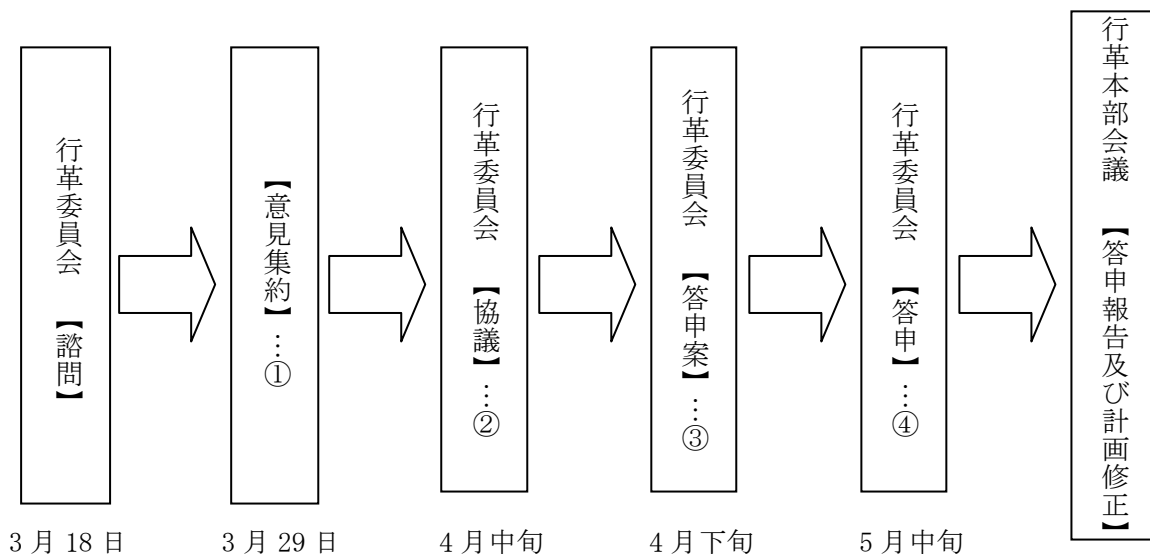 行革委員会 【諮問】
【意見集約】…①
行革委員会 【協議】…②
行革委員会 【答申案】…③
行革委員会 【答申】…④
行革本部会議 【答申報告及び計画修正】
3月18日
3月29日
4月中旬
4月下旬
5月中旬